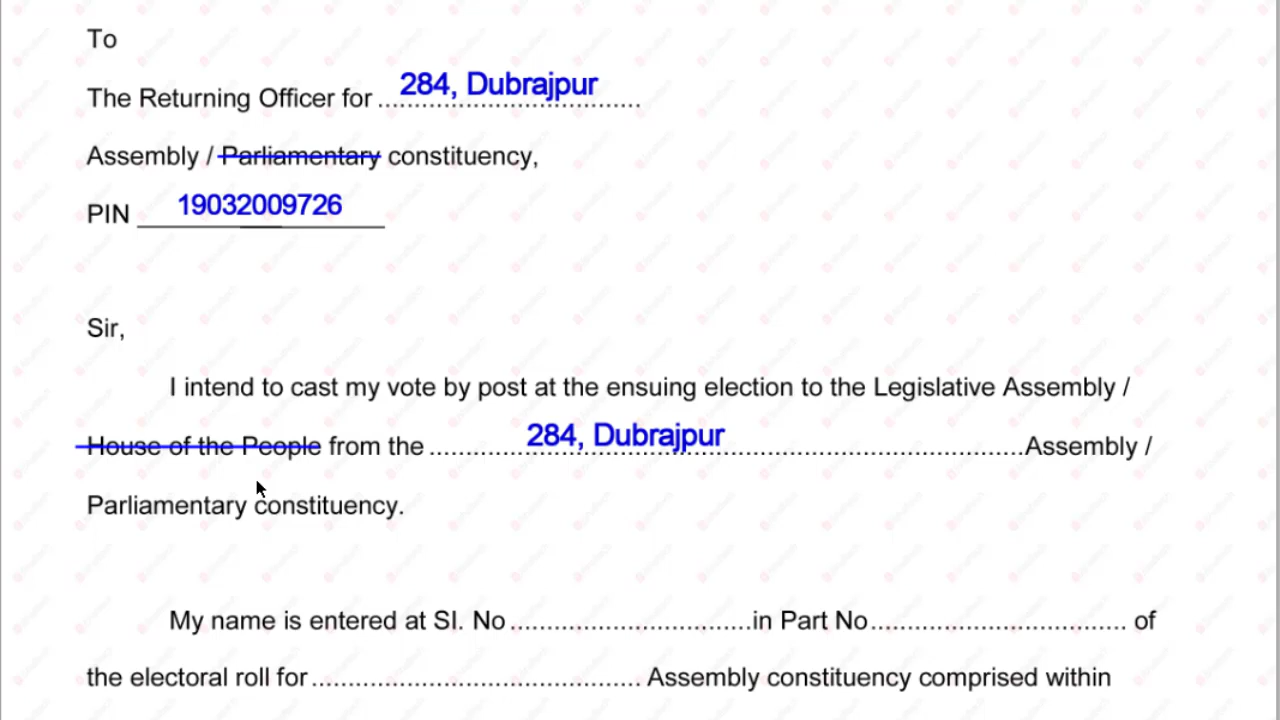 To
The Returning Officer for ....284, Dubrajpur....
Assembly / Parliamentary constituency,
PIN 19032009726
Sir,
I intend to cast my vote by post at the ensuing election to the Legislative Assembly /
House of the People from the ....284, Dubrajpur....Assembly /
Parliamentary constituency.
My name is entered at Sl. No.................................in Part No................................... of
the electoral roll for............................................. Assembly constituency comprised within